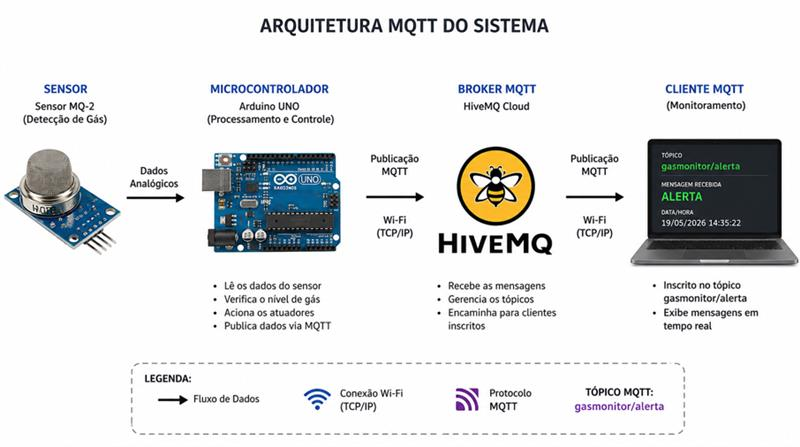 ARQUITETURA MQTT DO SISTEMA
SENSOR
Sensor MQ-2
(Detecção de Gás)
Dados
Analógicos
MICROCONTROLADOR
Arduino UNO
(Processamento e Controle)
UNO
• Lê os dados do sensor
• Verifica o nível de gás
• Aciona os atuadores
• Publica dados via MQTT
Publicação
MQTT
Wi-Fi
(TCP/IP)
BROKER MQTT
HiveMQ Cloud
HIVEMQ
• Recebe as mensagens
• Gerencia os tópicos
• Encaminha para clientes
inscritos
Publicação
MQTT
Wi-Fi
(TCP/IP)
CLIENTE MQTT
(Monitoramento)
TÓPICO
gasmonitor/alerta
MENSAGEM RECEBIDA
ALERTA
DATA/HORA
19/05/2026 14:35:22
• Inscrito no tópico
gasmonitor/alerta
• Exibe mensagens em
tempo real
LEGENDA:
Fluxo de Dados
Conexão Wi-Fi
(TCP/IP)
Protocolo
MQTT
TÓPICO MQTT:
gasmonitor/alerta